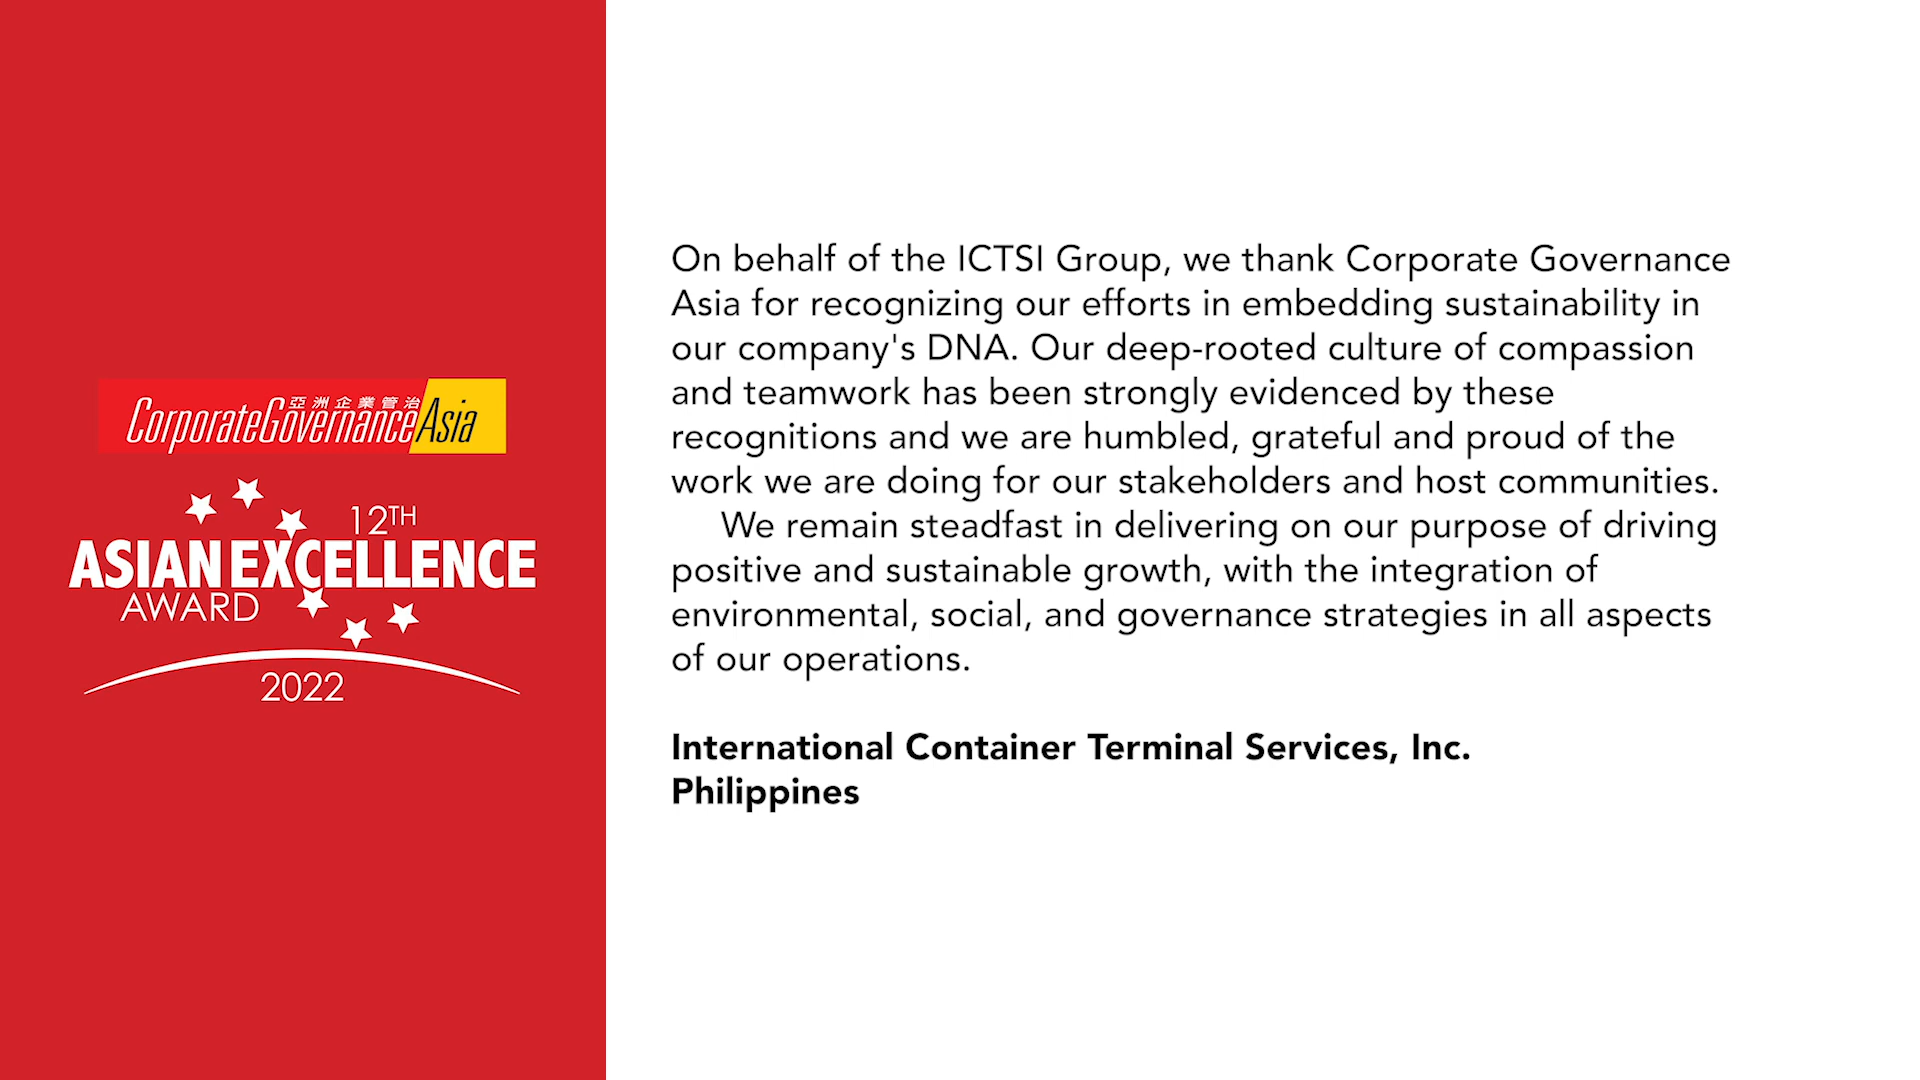 亞洲企業管治
CorporateGovernanceAsia
12TH
ASIAN EXCELLENCE
AWARD
2022
On behalf of the ICTSI Group, we thank Corporate Governance
Asia for recognizing our efforts in embedding sustainability in
our company's DNA. Our deep-rooted culture of compassion
and teamwork has been strongly evidenced by these
recognitions and we are humbled, grateful and proud of the
work we are doing for our stakeholders and host communities.
We remain steadfast in delivering on our purpose of driving
positive and sustainable growth, with the integration of
environmental, social, and governance strategies in all aspects
of our operations.
International Container Terminal Services, Inc.
Philippines